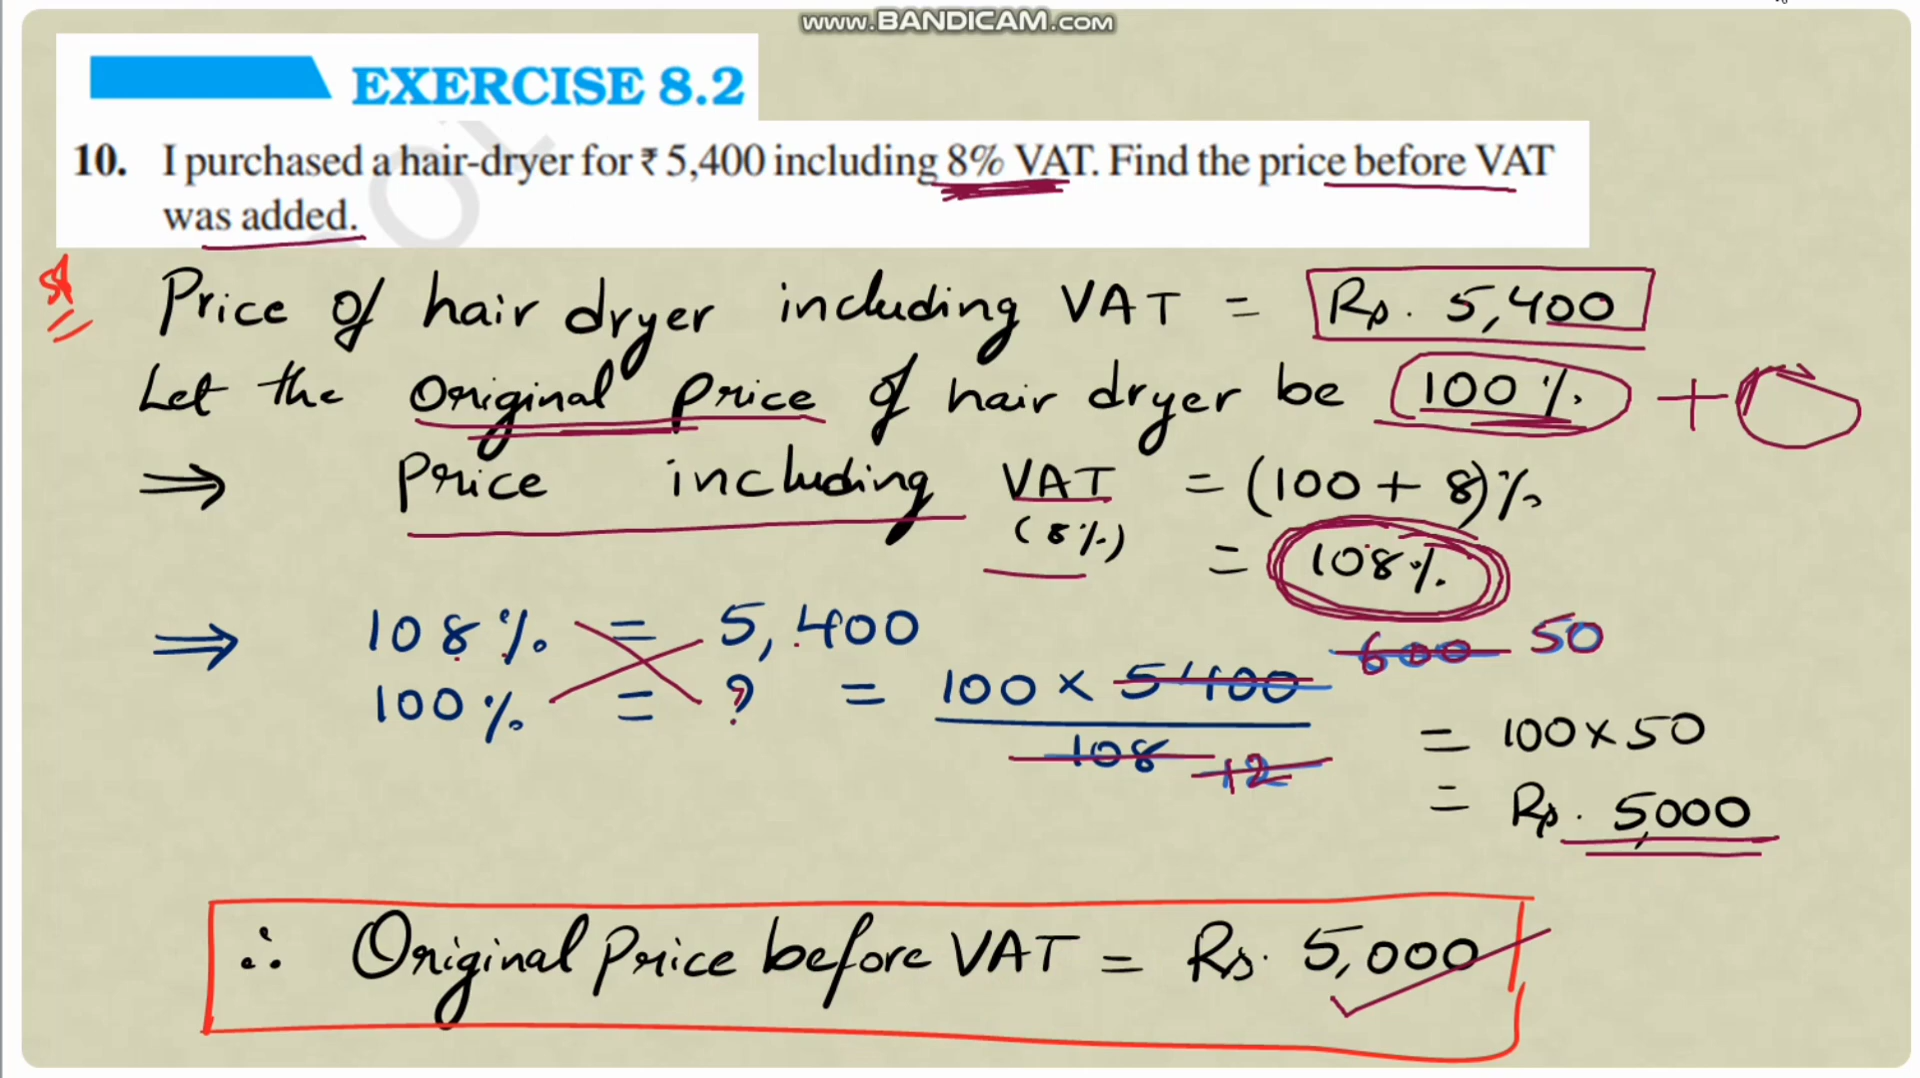 www.BANDICAM.com
EXERCISE 8.2
10. I purchased a hair-dryer for ₹ 5,400 including 8% VAT. Find the price before VAT
was added.
Price of hair dryer including VAT = Rs. 5,400
Let the original price of hair dryer be 100% +
⇒ Price including VAT = (100 + 8)%
(8%) = 108%
⇒ 108% = 5,400
100% = ? = 100 × 5400 600 50
108 12
= 100 × 50
= Rs. 5,000
∴ Original Price before VAT = Rs. 5,000